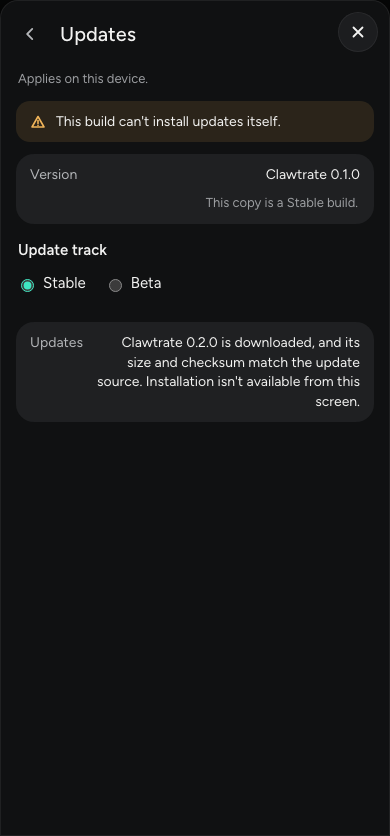 Updates
Applies on this device.
This build can't install updates itself.
Version
Clawtrate 0.1.0
This copy is a Stable build.
Update track
Stable
Beta
Updates
Clawtrate 0.2.0 is downloaded, and its
size and checksum match the update
source. Installation isn't available from this
screen.